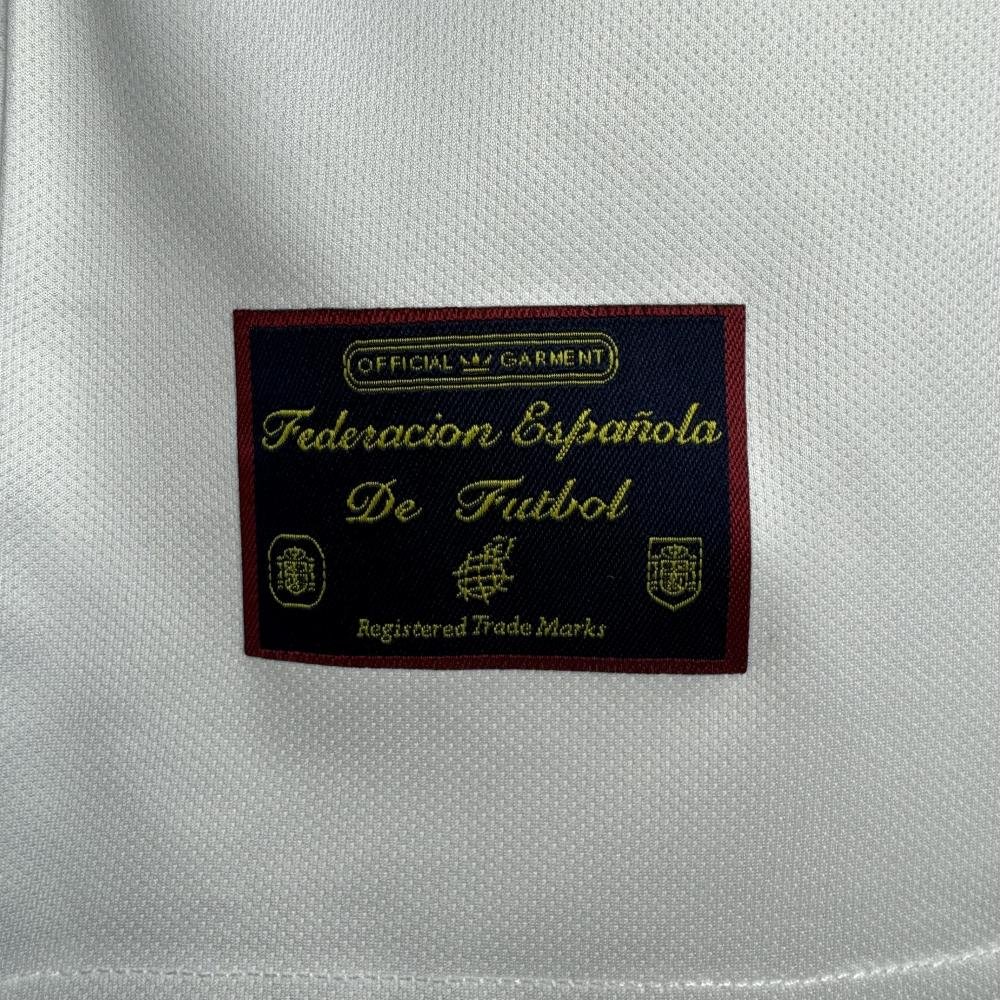 OFFICIAL GARMENT
Federacion Española
De Futbol
Registered Trade Marks